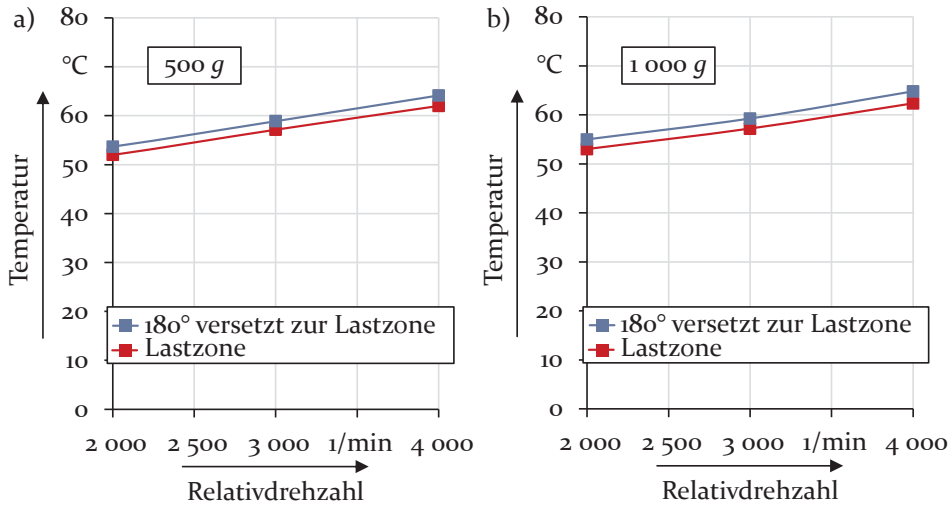 a)
80
°C
60
50
40
30
20
10
0
500 g
Temperatur
180° versetzt zur Lastzone
Lastzone
2 000 2 500 3 000 1/min 4 000
Relativdrehzahl
b)
80
°C
60
50
40
30
20
10
0
1 000 g
Temperatur
180° versetzt zur Lastzone
Lastzone
2 000 2 500 3 000 1/min 4 000
Relativdrehzahl